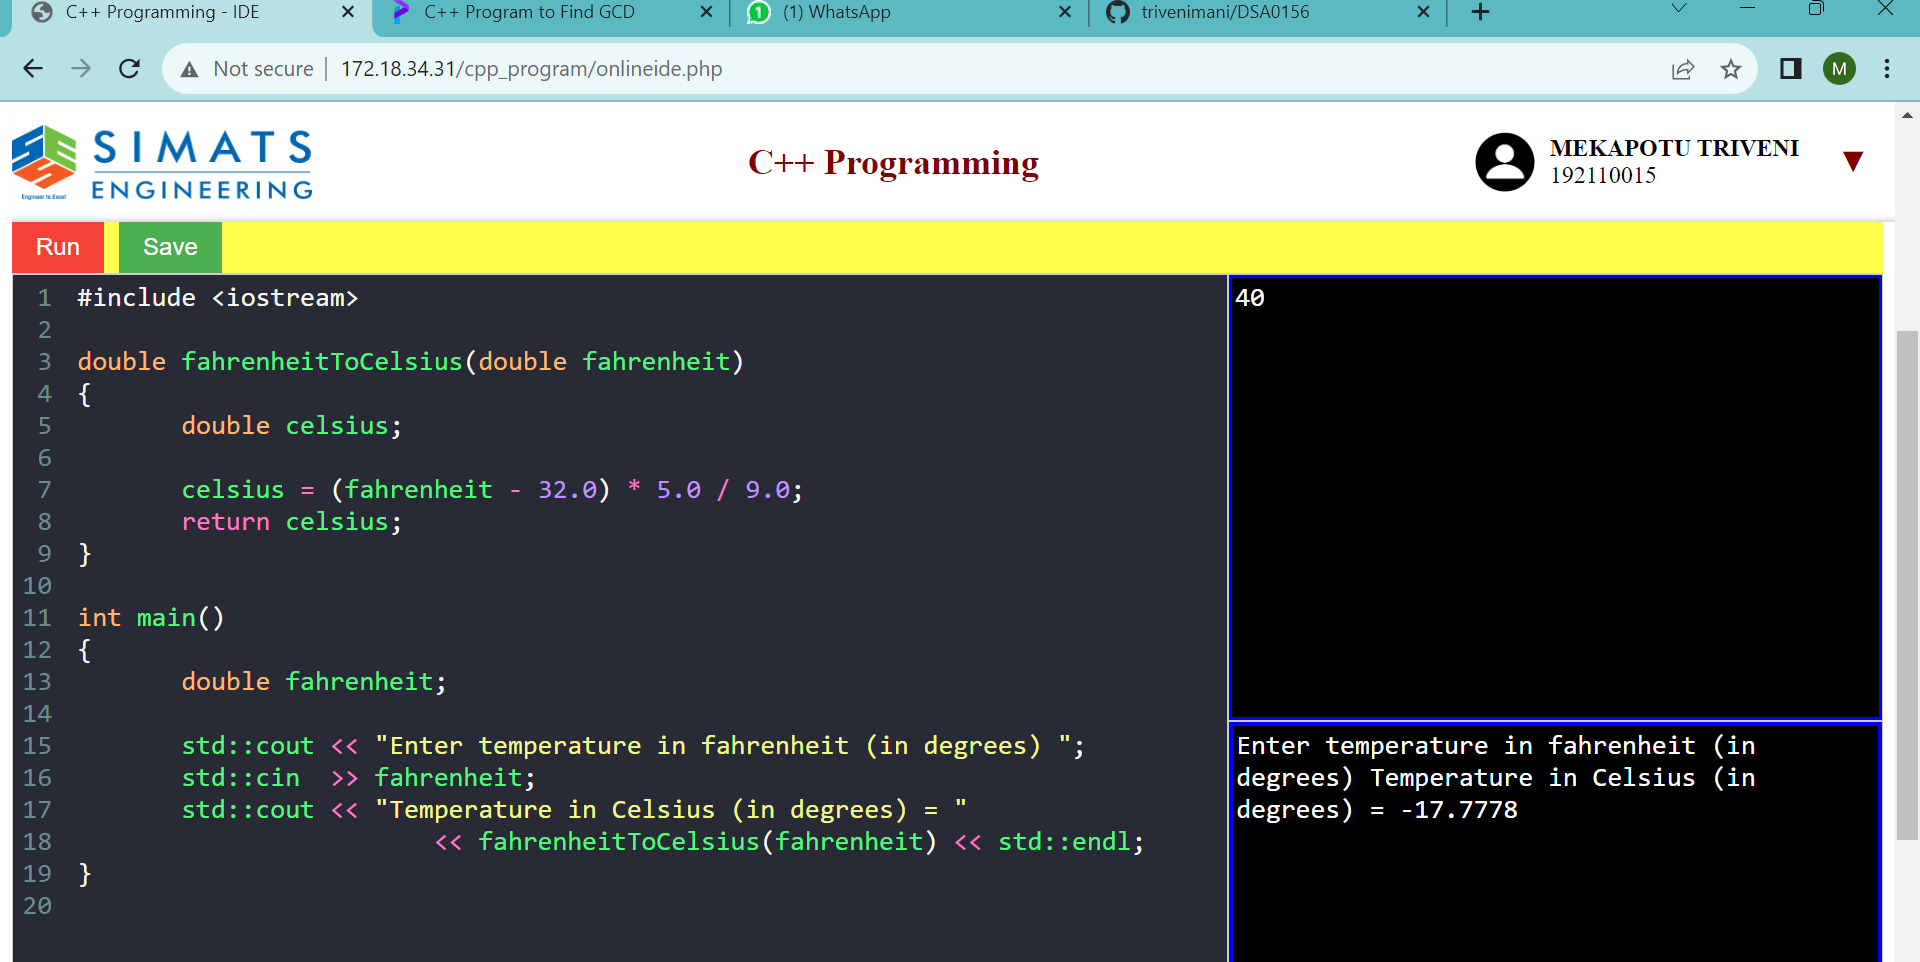 C++ Programming - IDE
C++ Program to Find GCD
(1) WhatsApp
trivenimani/DSA0156
Not secure
172.18.34.31/cpp_program/onlineide.php
M
SIMATS
ENGINEERING
Engineer to Excel
C++ Programming
MEKAPOTU TRIVENI
192110015
Run
Save
1 #include <iostream>
2
3 double fahrenheitToCelsius(double fahrenheit)
4 {
5 double celsius;
6
7 celsius = (fahrenheit - 32.0) * 5.0 / 9.0;
8 return celsius;
9 }
10
11 int main()
12 {
13 double fahrenheit;
14
15 std::cout << "Enter temperature in fahrenheit (in degrees) ";
16 std::cin  >> fahrenheit;
17 std::cout << "Temperature in Celsius (in degrees) = "
18 << fahrenheitToCelsius(fahrenheit) << std::endl;
19 }
20
40
Enter temperature in fahrenheit (in
degrees) Temperature in Celsius (in
degrees) = -17.7778